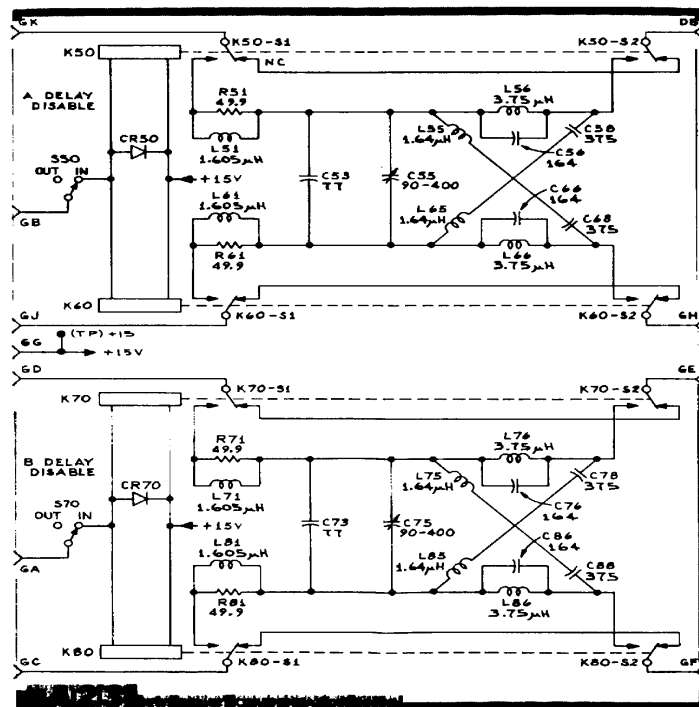 GK
K50-S1
K50-S2
DB
K50
NC
L56
3.75μH
A DELAY
DISABLE
R51
49.9
CR50
L51
1.605μH
L55
1.64μH
C58
375
C56
164
S50
OUT IN
+15V
C53
77
C55
90-400
C66
164
L61
1.605μH
L65
1.64μH
C68
375
GB
R61
49.9
L66
3.75μH
K60
GJ
K60-S1
K60-S2
GH
(TP) +15
GG
+15V
GD
K70-S1
K70-S2
GE
K70
L76
3.75μH
R71
49.9
B DELAY
DISABLE
CR70
L71
1.605μH
L75
1.64μH
C78
375
C76
164
S70
OUT IN
+15V
C73
77
C75
90-400
C86
164
L81
1.605μH
L85
1.64μH
C88
375
GA
R81
49.9
L86
3.75μH
K80
GC
K80-S1
K80-S2
GF